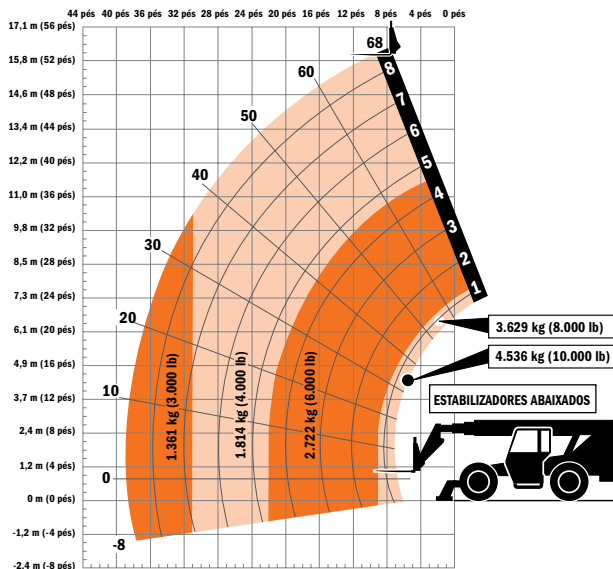 44 pés 40 pés 36 pés 32 pés 28 pés 24 pés 20 pés 16 pés 12 pés 8 pés 4 pés 0 pés
17,1 m (56 pés)
15,8 m (52 pés)
14,6 m (48 pés)
13,4 m (44 pés)
12,2 m (40 pés)
11,0 m (36 pés)
9,8 m (32 pés)
8,5 m (28 pés)
7,3 m (24 pés)
6,1 m (20 pés)
4,9 m (16 pés)
3,7 m (12 pés)
2,4 m (8 pés)
1,2 m (4 pés)
0 m (0 pés)
-1,2 m (-4 pés)
-2,4 m (-8 pés)
68
60
50
40
30
20
10
0
-8
8
7
6
5
4
3
2
1
1.361 kg (3.000 lb)
1.814 kg (4.000 lb)
2.722 kg (6.000 lb)
3.629 kg (8.000 lb)
4.536 kg (10.000 lb)
ESTABILIZADORES ABAIXADOS